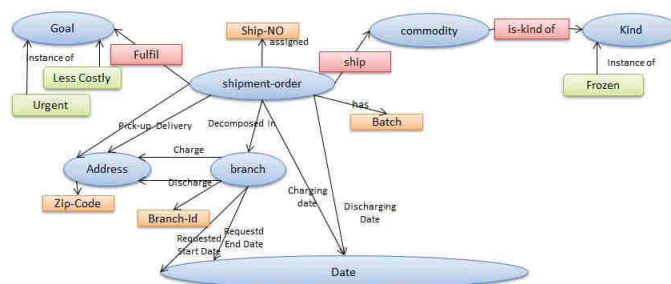 Goal
Ship-NO
assigned
commodity
is-kind of
Kind
Fulfil
ship
Instance of
Less Costly
shipment-order
Instance of
Urgent
Frozen
has
Pick-up Delivery
Decomposed in
Batch
Charge
Address
branch
Discharge
Charging
date
Discharging
Date
Zip-Code
Branch-Id
Requestd
End Date
Requested
Start Date
Date